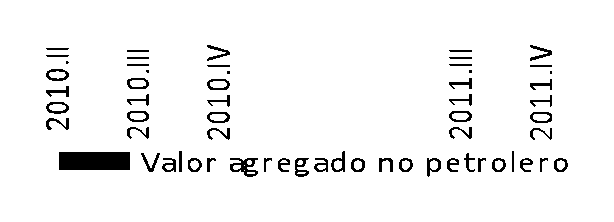 2010.II
2010.III
2010.IV
2011.III
2011.IV
Valor agregado no petrolero